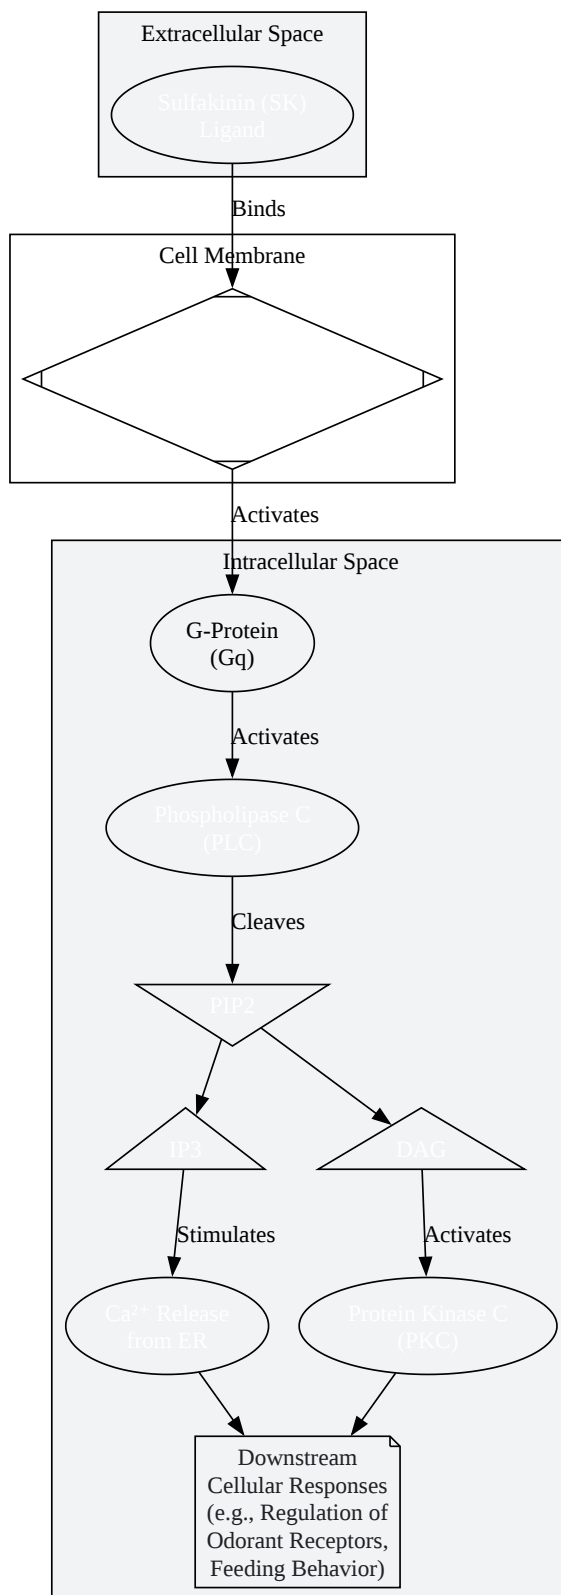 Extracellular Space
Sulfakinin (SK)
Ligand
Binds
Cell Membrane
Activates
Intracellular Space
G-Protein
(Gq)
Activates
Phospholipase C
(PLC)
Cleaves
PIP2
IP3
DAG
Stimulates
Activates
Ca²⁺ Release
from ER
Protein Kinase C
(PKC)
Downstream
Cellular Responses
(e.g., Regulation of
Odorant Receptors,
Feeding Behavior)